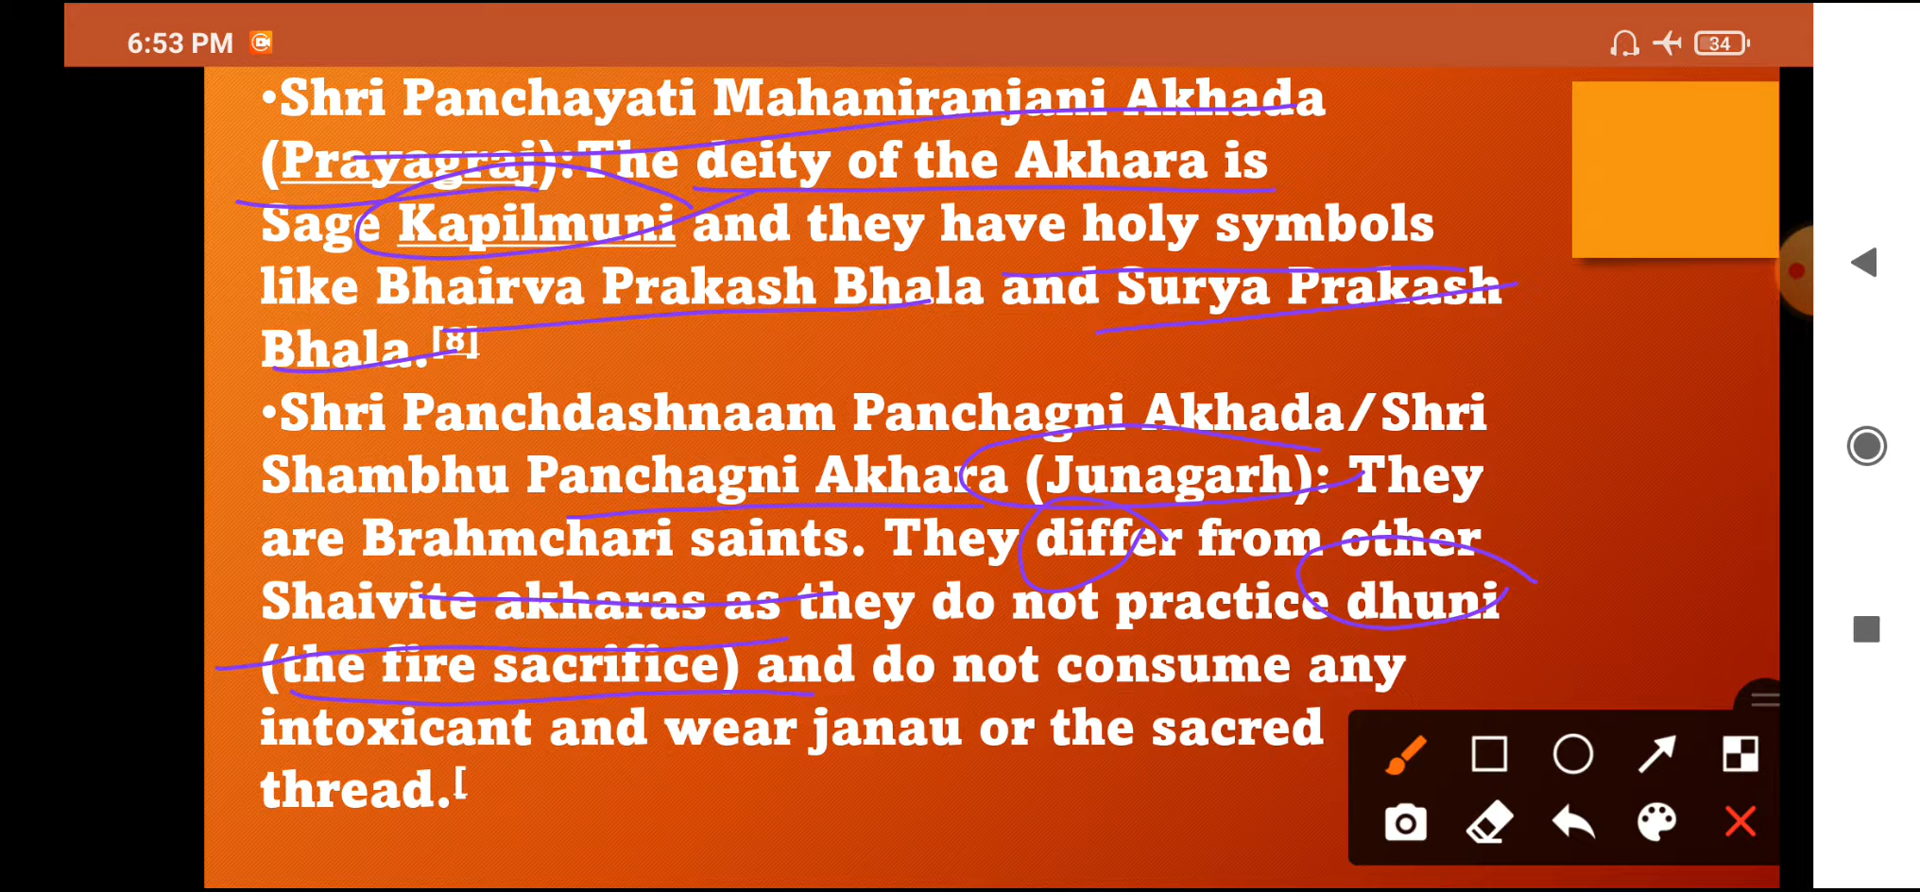 6:53 PM
34
•Shri Panchayati Mahaniranjani Akhada
(Prayagraj):The deity of the Akhara is
Sage Kapilmuni and they have holy symbols
like Bhairva Prakash Bhala and Surya Prakash
Bhala.[8]
•Shri Panchdashnaam Panchagni Akhada/Shri
Shambhu Panchagni Akhara (Junagarh): They
are Brahmchari saints. They differ from other
Shaivite akharas as they do not practice dhuni
(the fire sacrifice) and do not consume any
intoxicant and wear janau or the sacred
thread.[